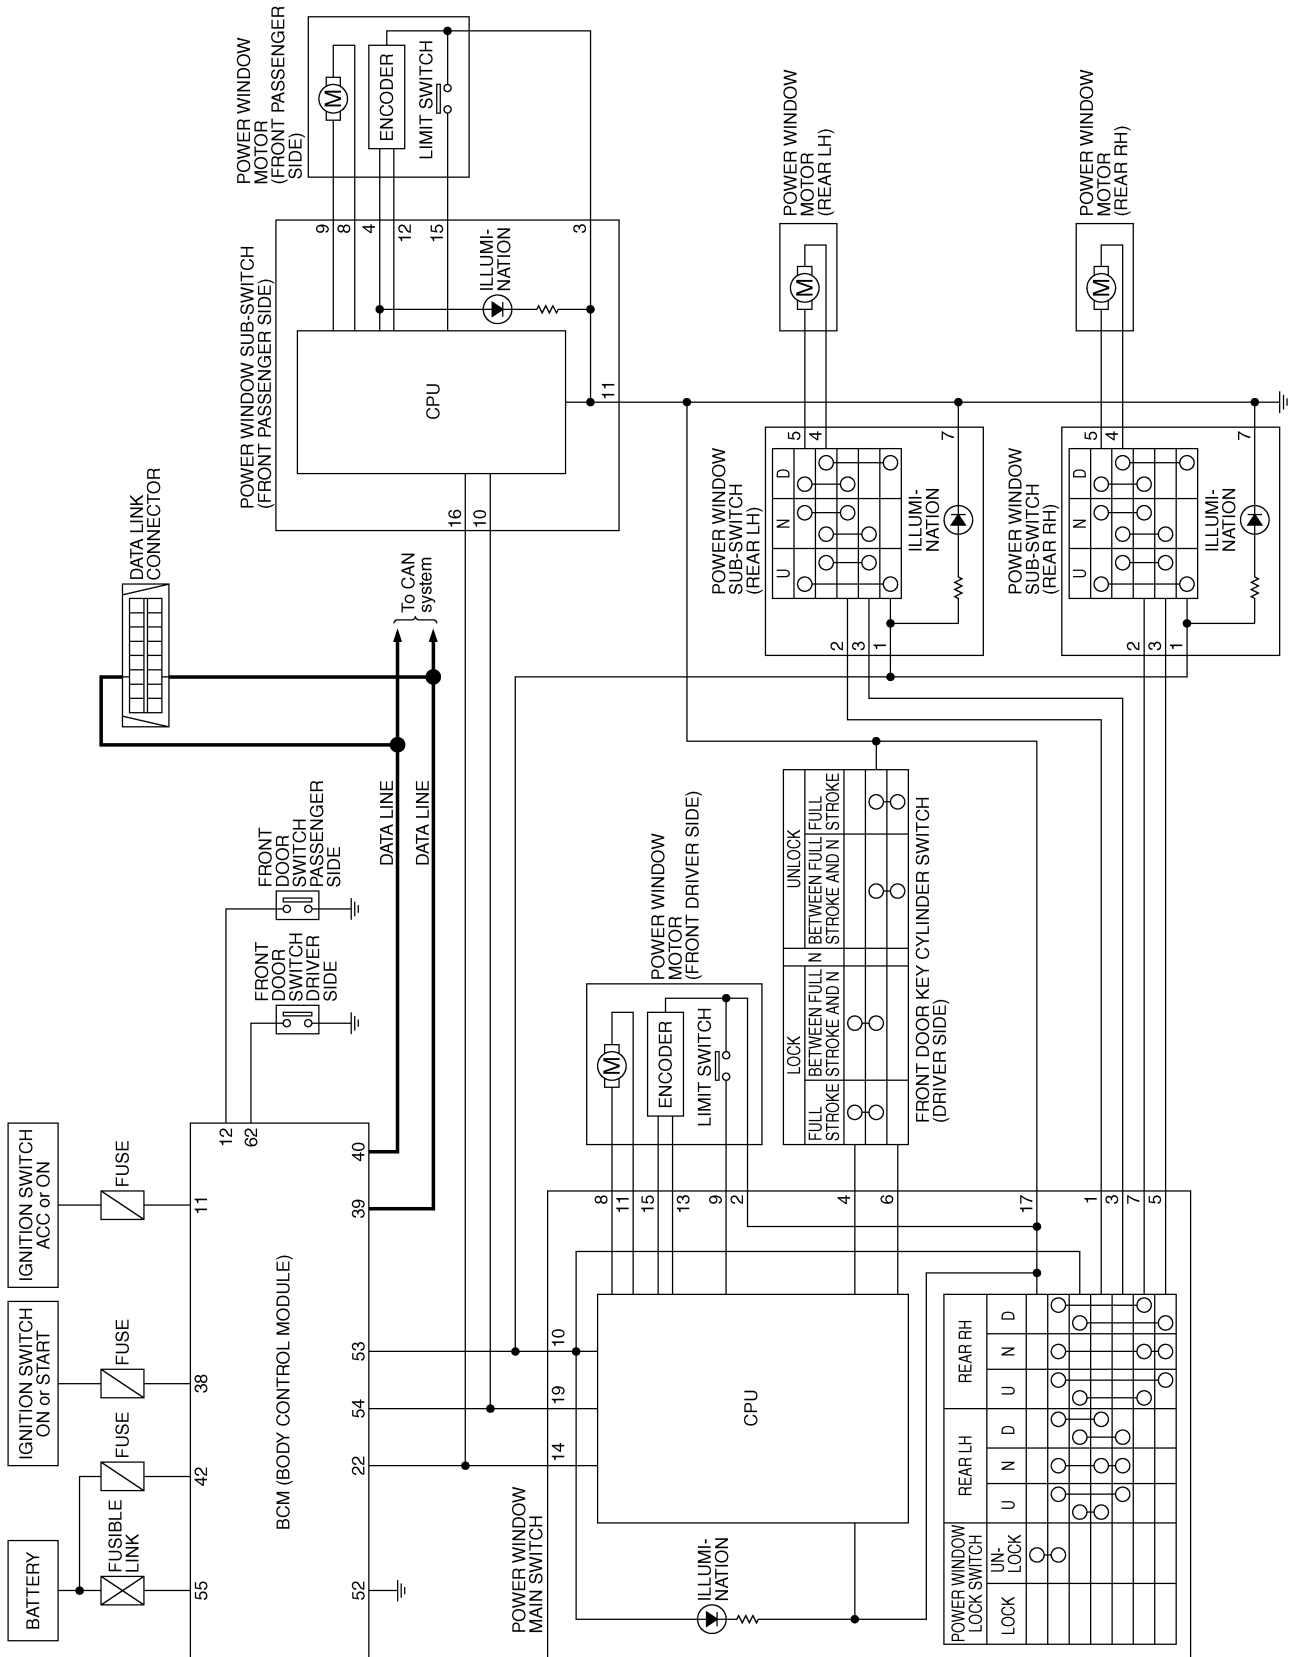 BATTERY
FUSIBLE
LINK
FUSE
IGNITION SWITCH
ON or START
FUSE
IGNITION SWITCH
ACC or ON
FUSE
55
42
38
11
BCM (BODY CONTROL MODULE)
12
62
52
22
54
53
39
40
FRONT
DOOR
SWITCH
DRIVER
SIDE
FRONT
DOOR
SWITCH
PASSENGER
SIDE
DATA LINE
DATA LINE
DATA LINK
CONNECTOR
To CAN
system
POWER WINDOW SUB-SWITCH
(FRONT PASSENGER SIDE)
16
10
CPU
11
9
8
4
12
15
3
ILLUMI-
NATION
POWER WINDOW
MOTOR
(FRONT PASSENGER
SIDE)
M
ENCODER
LIMIT SWITCH
POWER WINDOW
MAIN SWITCH
14
19
10
CPU
ILLUMI-
NATION
8
11
15
13
9
2
4
6
17
1
3
7
5
POWER WINDOW
MOTOR
(FRONT DRIVER SIDE)
M
ENCODER
LIMIT SWITCH
LOCK
N
UNLOCK
FULL
STROKE
BETWEEN FULL
STROKE AND N
BETWEEN FULL
STROKE AND N
FULL
STROKE
FRONT DOOR KEY CYLINDER SWITCH
(DRIVER SIDE)
POWER WINDOW
LOCK SWITCH
LOCK
UN-
LOCK
REAR LH
U
N
D
REAR RH
U
N
D
POWER WINDOW
SUB-SWITCH
(REAR LH)
U
N
D
2
3
1
5
4
7
ILLUMI-
NATION
POWER WINDOW
MOTOR
(REAR LH)
M
POWER WINDOW
SUB-SWITCH
(REAR RH)
U
N
D
2
3
1
5
4
7
ILLUMI-
NATION
POWER WINDOW
MOTOR
(REAR RH)
M